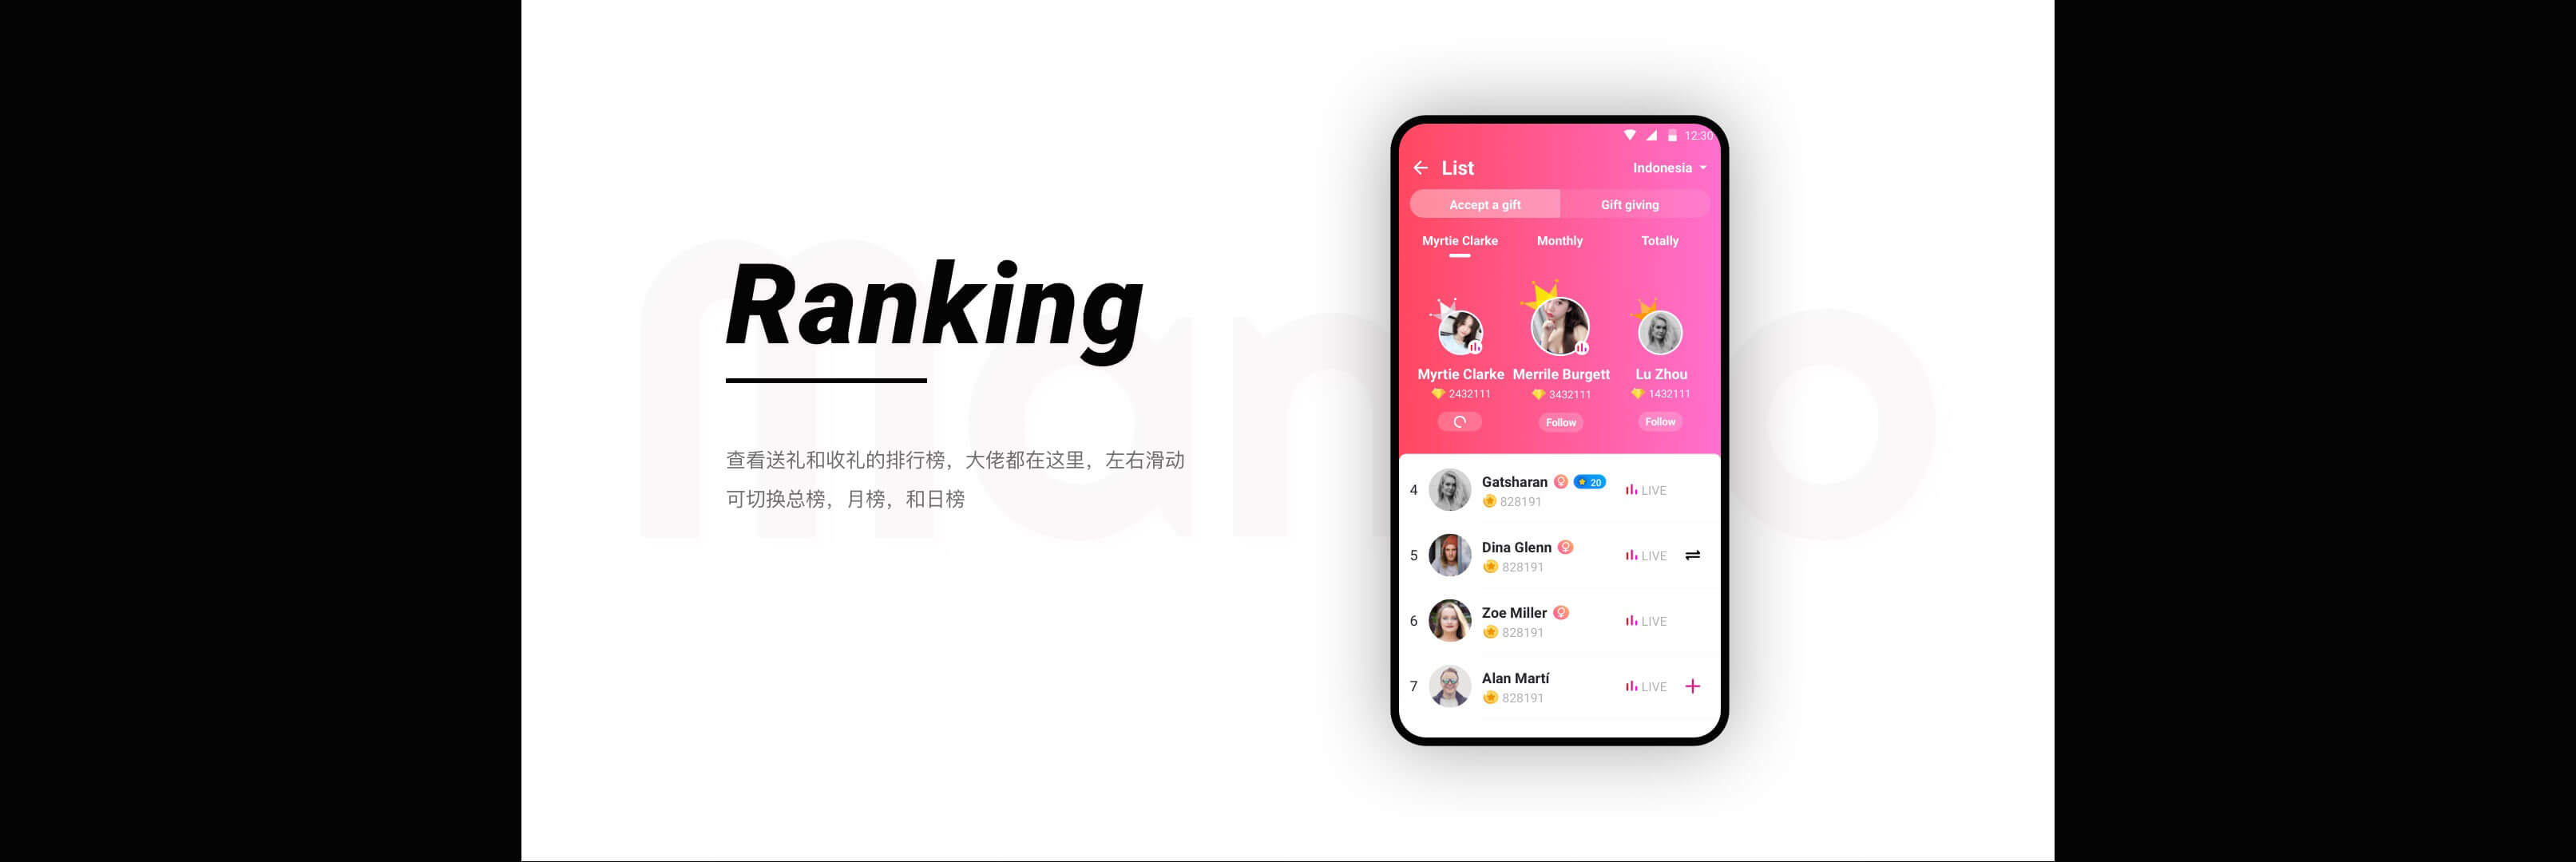 Ranking
查看送礼和收礼的排行榜，大佬都在这里，左右滑动
可切换总榜，月榜，和日榜
12:30
List
Indonesia
Accept a gift
Gift giving
Myrtie Clarke
Monthly
Totally
Myrtie Clarke
Merrile Burgett
Lu Zhou
2432111
3432111
1432111
Follow
Follow
4
Gatsharan
20
828191
LIVE
5
Dina Glenn
828191
LIVE
6
Zoe Miller
828191
LIVE
7
Alan Martí
828191
LIVE